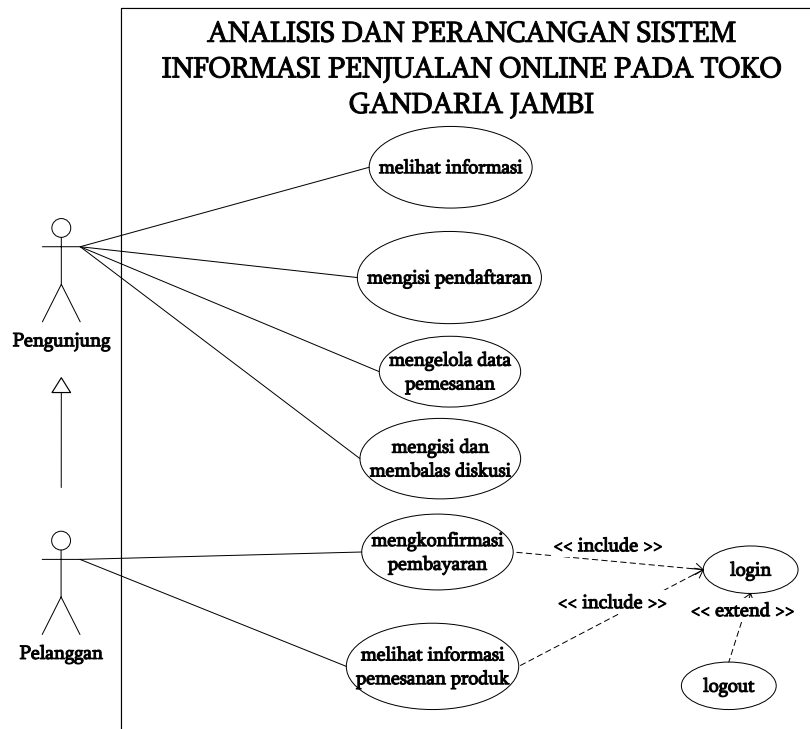 ANALISIS DAN PERANCANGAN SISTEM
INFORMASI PENJUALAN ONLINE PADA TOKO
GANDARIA JAMBI
melihat informasi
mengisi pendaftaran
Pengunjung
mengelola data
pemesanan
mengisi dan
membalas diskusi
mengkonfirmasi
pembayaran
<< include >>
login
<< include >>
<< extend >>
Pelanggan
melihat informasi
pemesanan produk
logout